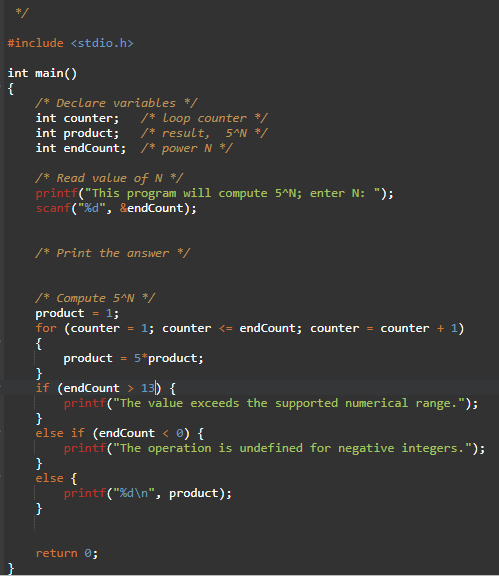 */
#include <stdio.h>
int main()
{
/* Declare variables */
int counter;   /* loop counter */
int product;   /* result,  5^N */
int endCount;  /* power N */
/* Read value of N */
printf("This program will compute 5^N; enter N: ");
scanf("%d", &endCount);
/* Print the answer */
/* Compute 5^N */
product = 1;
for (counter = 1; counter <= endCount; counter = counter + 1)
{
product = 5*product;
}
if (endCount > 13) {
printf("The value exceeds the supported numerical range.");
}
else if (endCount < 0) {
printf("The operation is undefined for negative integers.");
}
else {
printf("%d\n", product);
}
return 0;
}